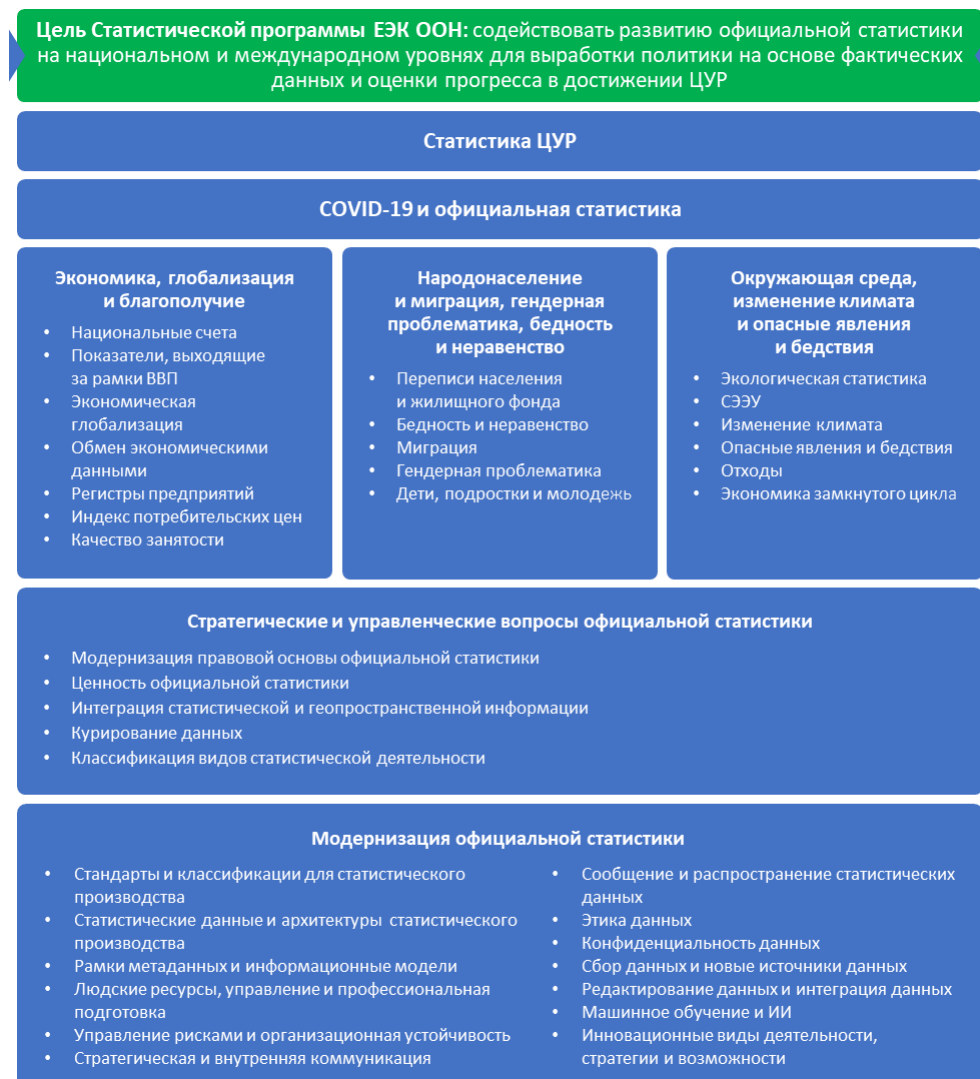 Цель Статистической программы ЕЭК ООН: содействовать развитию официальной статистики
на национальном и международном уровнях для выработки политики на основе фактических
данных и оценки прогресса в достижении ЦУР
Статистика ЦУР
COVID-19 и официальная статистика
Экономика, глобализация
и благополучие
• Национальные счета
• Показатели, выходящие
за рамки ВВП
• Экономическая
глобализация
• Обмен экономическими
данными
• Регистры предприятий
• Индекс потребительских цен
• Качество занятости
Народонаселение
и миграция, гендерная
проблематика, бедность
и неравенство
• Переписи населения
и жилищного фонда
• Бедность и неравенство
• Миграция
• Гендерная проблематика
• Дети, подростки и молодежь
Окружающая среда,
изменение климата
и опасные явления
и бедствия
• Экологическая статистика
• СЭЭУ
• Изменение климата
• Опасные явления и бедствия
• Отходы
• Экономика замкнутого цикла
Стратегические и управленческие вопросы официальной статистики
• Модернизация правовой основы официальной статистики
• Ценность официальной статистики
• Интеграция статистической и геопространственной информации
• Курирование данных
• Классификация видов статистической деятельности
Модернизация официальной статистики
• Стандарты и классификации для статистического
производства
• Статистические данные и архитектуры статистического
производства
• Рамки метаданных и информационные модели
• Людские ресурсы, управление и профессиональная
подготовка
• Управление рисками и организационная устойчивость
• Стратегическая и внутренняя коммуникация
• Сообщение и распространение статистических
данных
• Этика данных
• Конфиденциальность данных
• Сбор данных и новые источники данных
• Редактирование данных и интеграция данных
• Машинное обучение и ИИ
• Инновационные виды деятельности,
стратегии и возможности